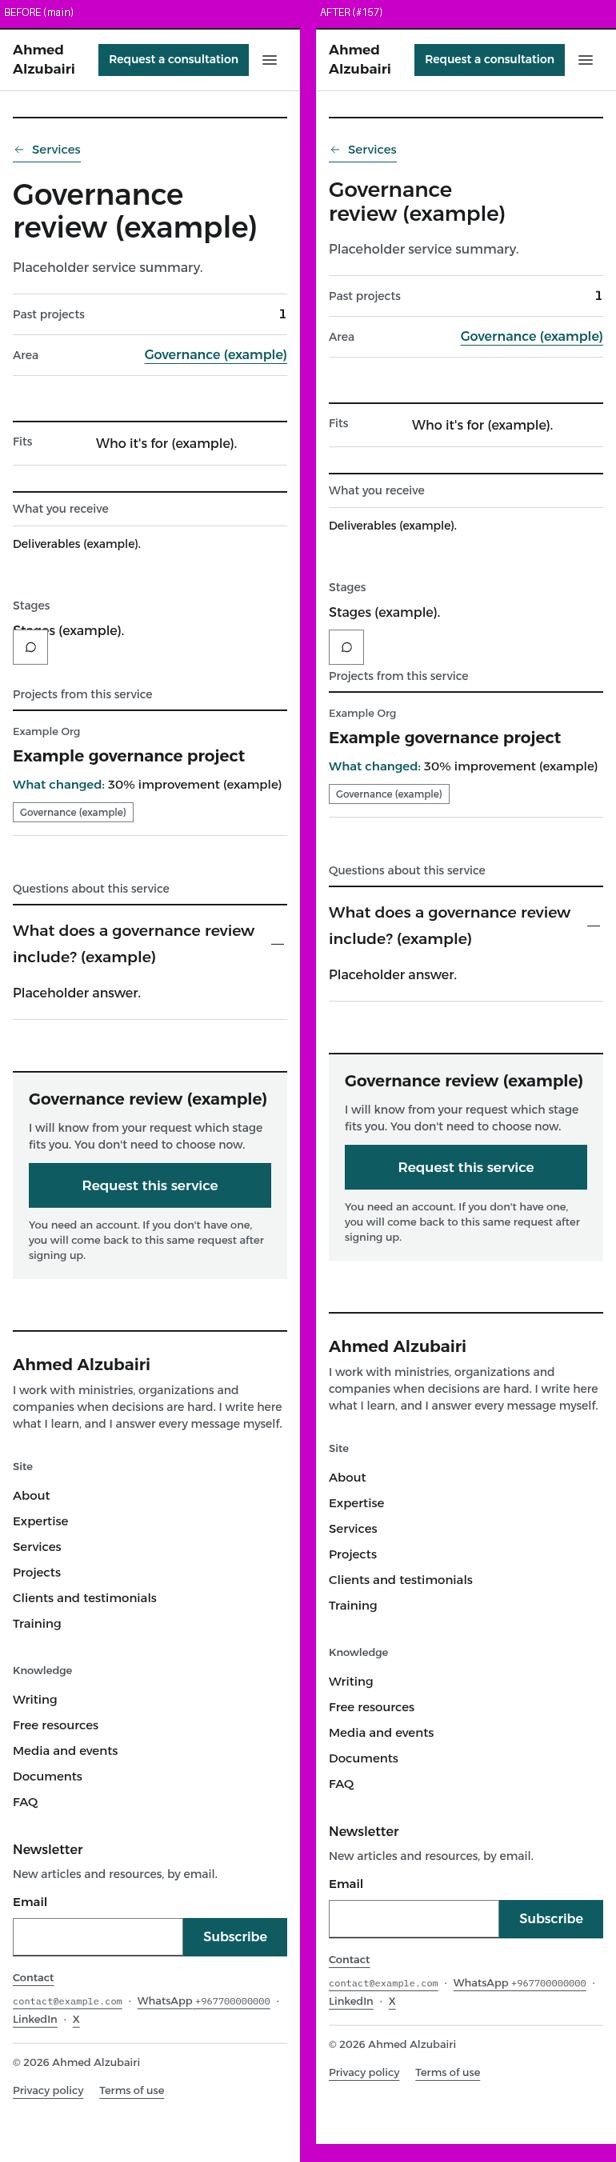 BEFORE (main)
Ahmed
Alzubairi
Request a consultation
← Services
Governance
review (example)
Placeholder service summary.
Past projects 1
Area Governance (example)
Fits Who it's for (example).
What you receive
Deliverables (example).
Stages
Stages (example).
Projects from this service
Example Org
Example governance project
What changed: 30% improvement (example)
Governance (example)
Questions about this service
What does a governance review
include? (example)
Placeholder answer.
Governance review (example)
I will know from your request which stage
fits you. You don't need to choose now.
Request this service
You need an account. If you don't have one,
you will come back to this same request after
signing up.
Ahmed Alzubairi
I work with ministries, organizations and
companies when decisions are hard. I write here
what I learn, and I answer every message myself.
Site
About
Expertise
Services
Projects
Clients and testimonials
Training
Knowledge
Writing
Free resources
Media and events
Documents
FAQ
Newsletter
New articles and resources, by email.
Email
Subscribe
Contact
contact@example.com · WhatsApp +967700000000 ·
LinkedIn · X
© 2026 Ahmed Alzubairi
Privacy policy Terms of use
AFTER (#157)
Ahmed
Alzubairi
Request a consultation
← Services
Governance
review (example)
Placeholder service summary.
Past projects 1
Area Governance (example)
Fits Who it's for (example).
What you receive
Deliverables (example).
Stages
Stages (example).
Projects from this service
Example Org
Example governance project
What changed: 30% improvement (example)
Governance (example)
Questions about this service
What does a governance review
include? (example)
Placeholder answer.
Governance review (example)
I will know from your request which stage
fits you. You don't need to choose now.
Request this service
You need an account. If you don't have one,
you will come back to this same request after
signing up.
Ahmed Alzubairi
I work with ministries, organizations and
companies when decisions are hard. I write here
what I learn, and I answer every message myself.
Site
About
Expertise
Services
Projects
Clients and testimonials
Training
Knowledge
Writing
Free resources
Media and events
Documents
FAQ
Newsletter
New articles and resources, by email.
Email
Subscribe
Contact
contact@example.com · WhatsApp +967700000000 ·
LinkedIn · X
© 2026 Ahmed Alzubairi
Privacy policy Terms of use